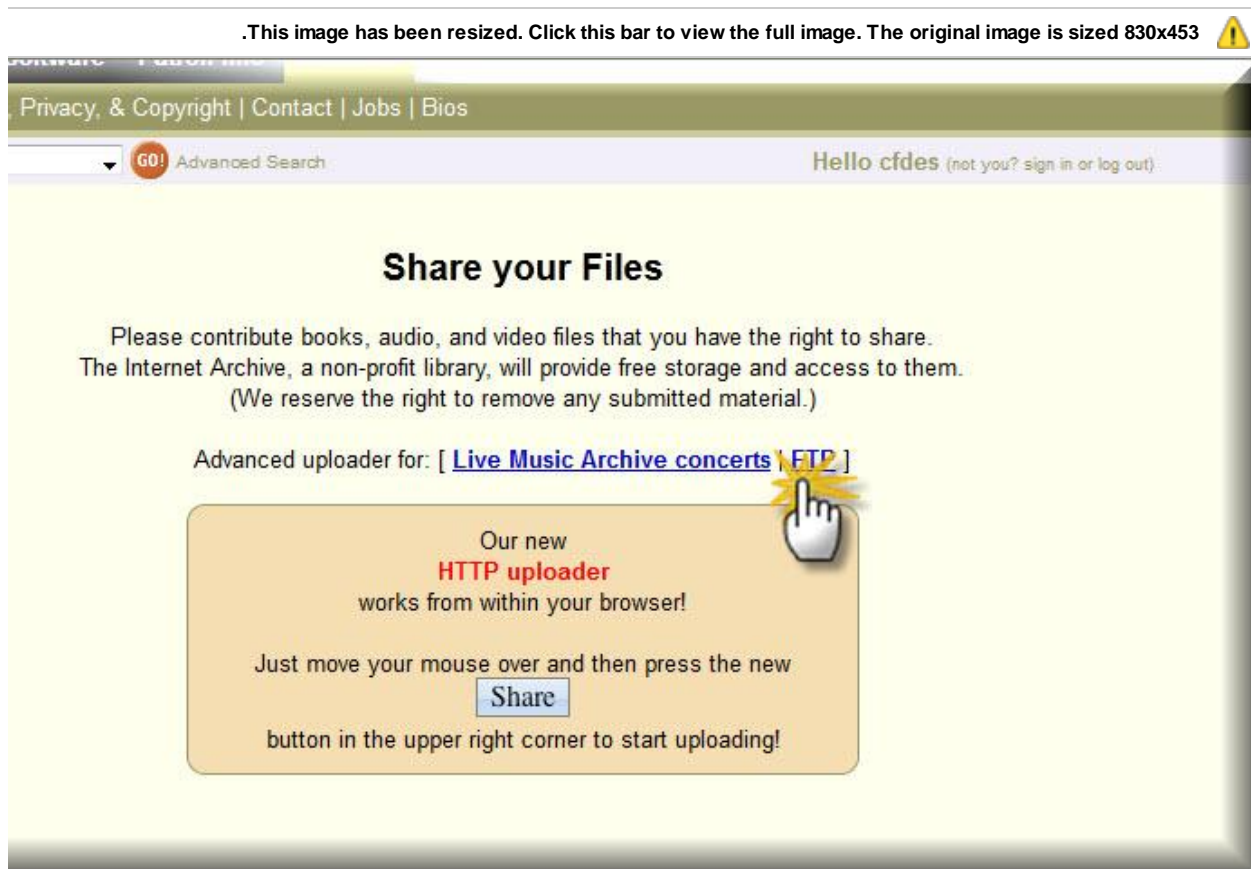 .This image has been resized. Click this bar to view the full image. The original image is sized 830x453
Software Patron Info
, Privacy, & Copyright | Contact | Jobs | Bios
GO! Advanced Search
Hello cfdes (not you? sign in or log out)
Share your Files
Please contribute books, audio, and video files that you have the right to share.
The Internet Archive, a non-profit library, will provide free storage and access to them.
(We reserve the right to remove any submitted material.)
Advanced uploader for: [ Live Music Archive concerts | FTP ]
Our new
HTTP uploader
works from within your browser!
Just move your mouse over and then press the new
Share
button in the upper right corner to start uploading!